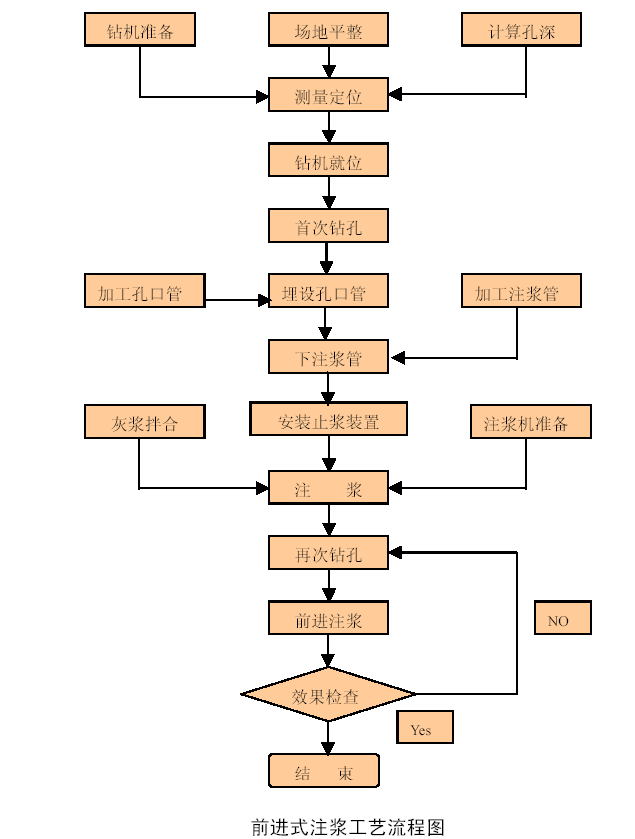 钻机准备
场地平整
计算孔深
测量定位
钻机就位
首次钻孔
加工孔口管
埋设孔口管
加工注浆管
下注浆管
灰浆拌合
安装止浆装置
注浆机准备
注 浆
再次钻孔
前进注浆
NO
效果检查
Yes
结 束
前进式注浆工艺流程图